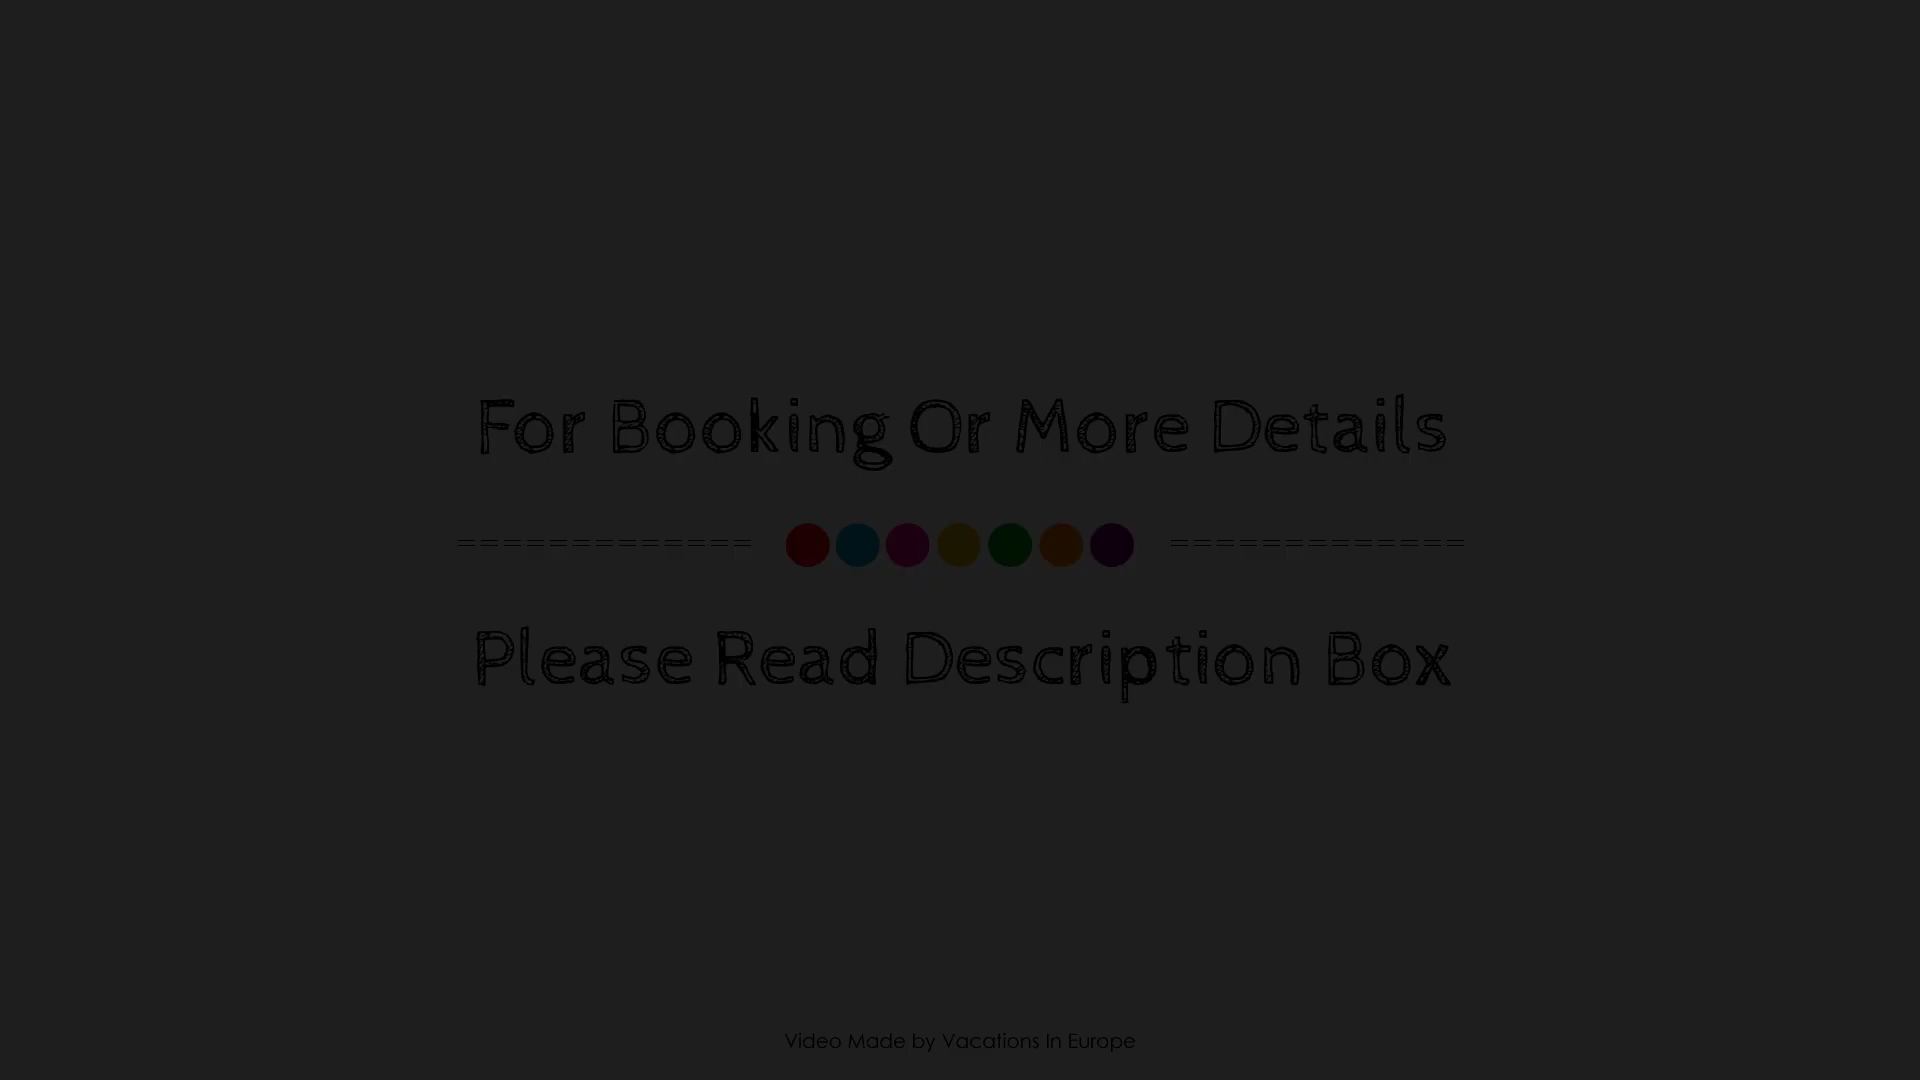 For Booking Or More Details
============= =============
Please Read Description Box
Video Made by Vacations In Europe